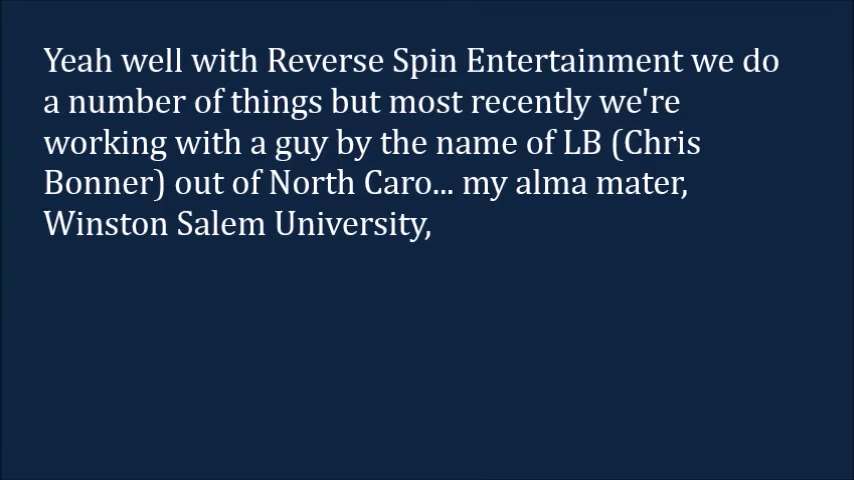 Yeah well with Reverse Spin Entertainment we do
a number of things but most recently we're
working with a guy by the name of LB (Chris
Bonner) out of North Caro... my alma mater,
Winston Salem University,